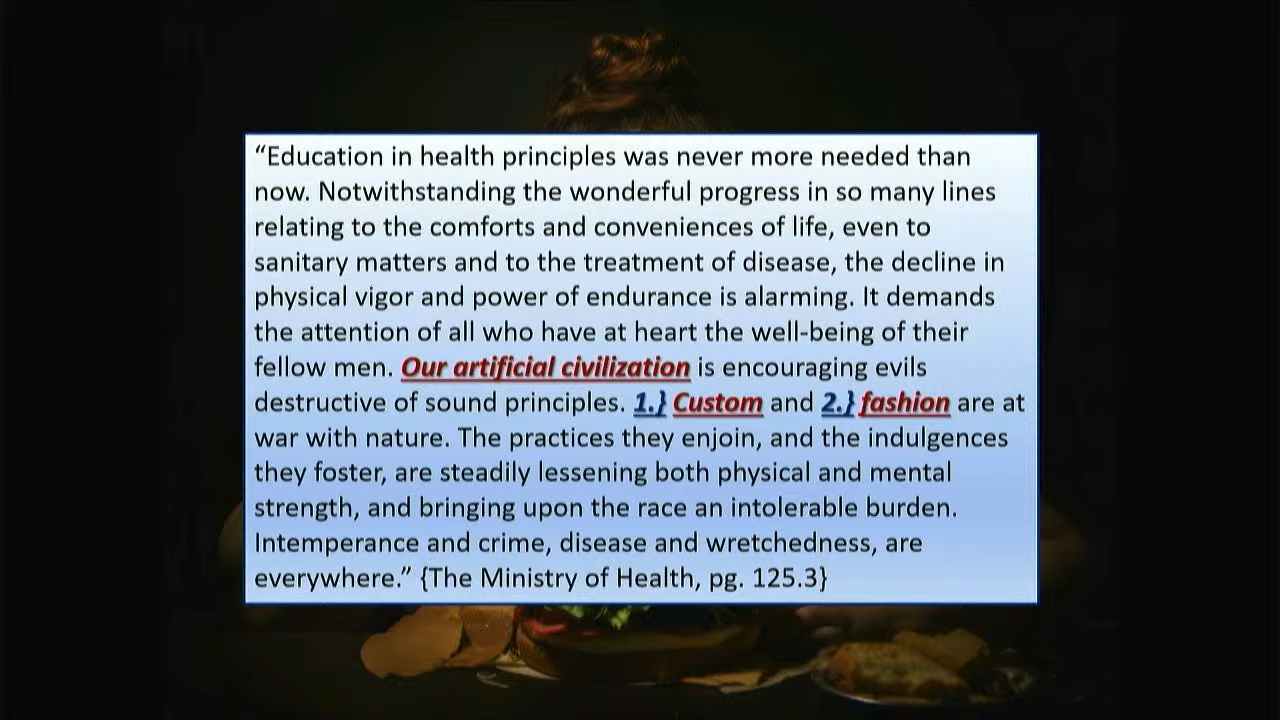 “Education in health principles was never more needed than
now. Notwithstanding the wonderful progress in so many lines
relating to the comforts and conveniences of life, even to
sanitary matters and to the treatment of disease, the decline in
physical vigor and power of endurance is alarming. It demands
the attention of all who have at heart the well-being of their
fellow men. Our artificial civilization is encouraging evils
destructive of sound principles. 1.} Custom and 2.} fashion are at
war with nature. The practices they enjoin, and the indulgences
they foster, are steadily lessening both physical and mental
strength, and bringing upon the race an intolerable burden.
Intemperance and crime, disease and wretchedness, are
everywhere.” {The Ministry of Health, pg. 125.3}